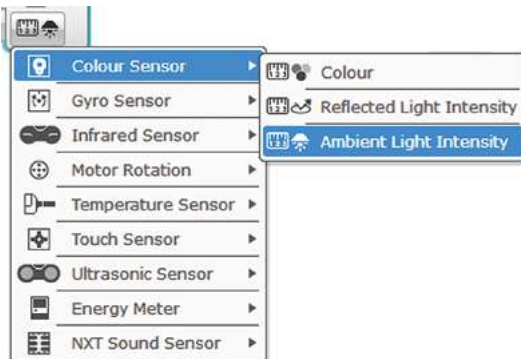 Colour Sensor
Gyro Sensor
Infrared Sensor
Motor Rotation
Temperature Sensor
Touch Sensor
Ultrasonic Sensor
Energy Meter
NXT Sound Sensor
Colour
Reflected Light Intensity
Ambient Light Intensity